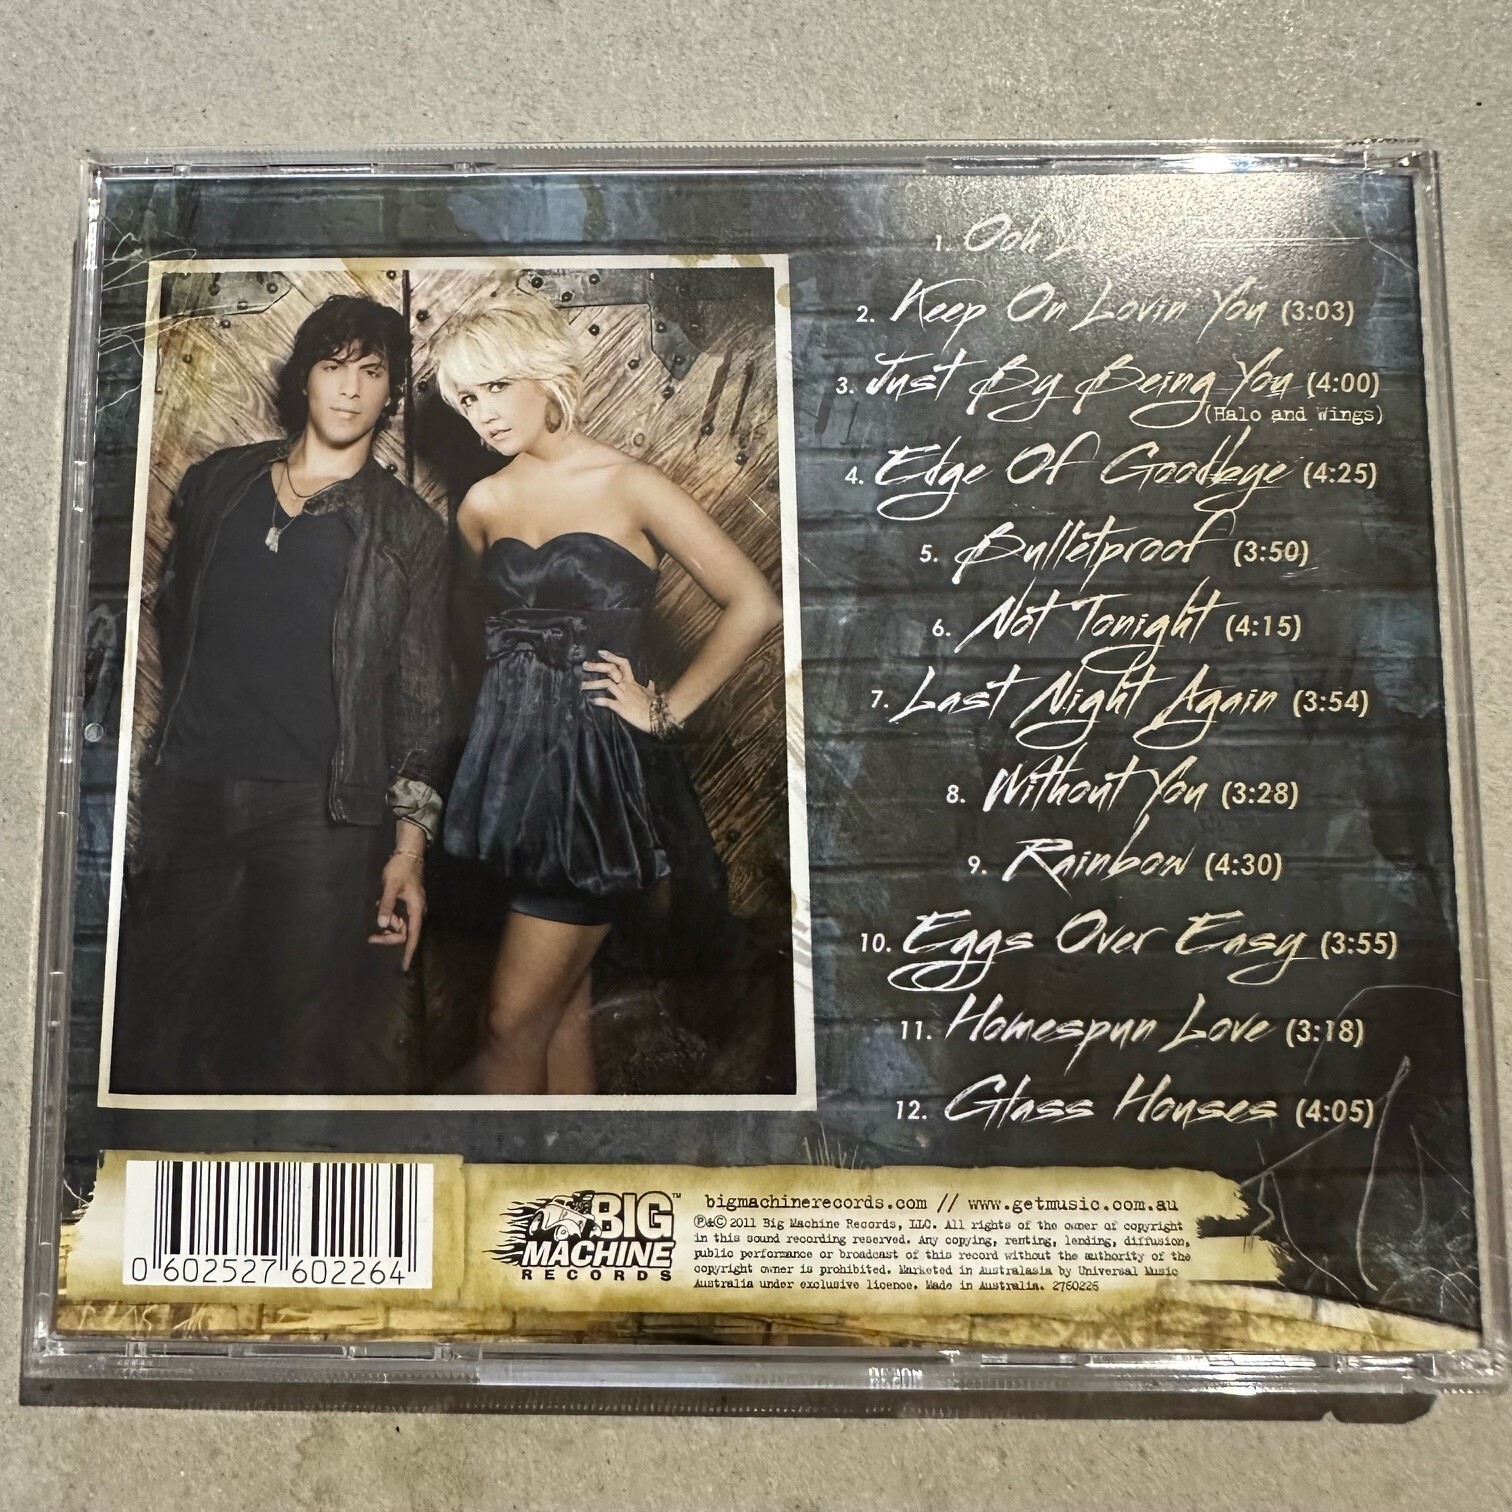 1. Ooh
2. Keep On Lovin' You (3:03)
3. Just By Being You (4:00)
(Halo and Wings)
4. Edge Of Goodbye (4:25)
5. Bulletproof (3:50)
6. Not Tonight (4:15)
7. Last Night Again (3:54)
8. Without You (3:28)
9. Rainbow (4:30)
10. Eggs Over Easy (3:55)
11. Homespun Love (3:18)
12. Glass Houses (4:05)
0 602527 602264
BIG™
MACHINE
RECORDS
bigmachinerecords.com // www.getmusic.com.au
℗&© 2011 Big Machine Records, LLC. All rights of the owner of copyright
in this sound recording reserved. Any copying, renting, lending, diffusion,
public performance or broadcast of this record without the authority of the
copyright owner is prohibited. Marketed in Australasia by Universal Music
Australia under exclusive licence. Made in Australia. 2760226